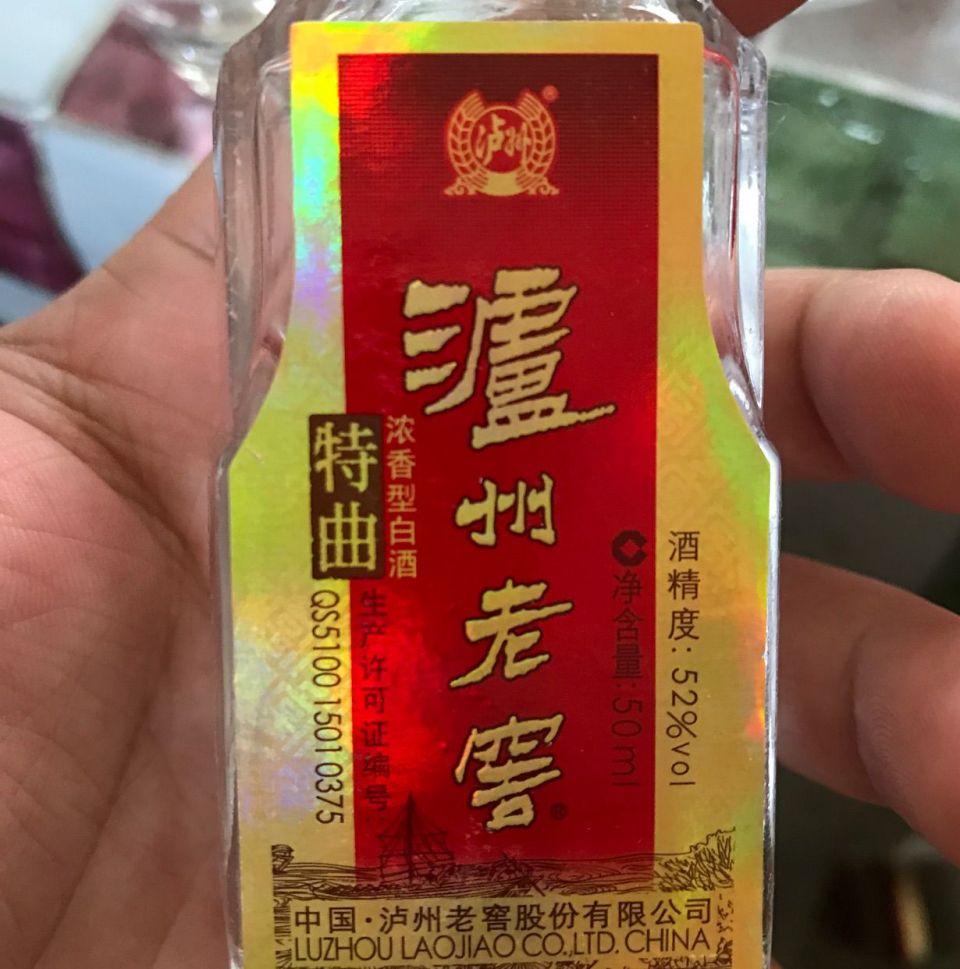 泸州
®
泸州老窖
®
特曲
浓香型白酒
生产许可证编号:
QS5100 1501 0375
酒精度: 52%vol
净含量:50ml
中国·泸州老窖股份有限公司
LUZHOU LAOJIAO CO.,LTD. CHINA